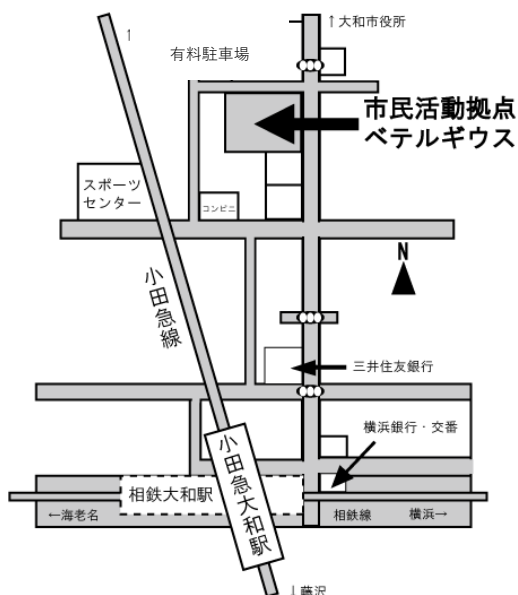 ↑大和市役所
↑
有料駐車場
市民活動拠点
ベテルギウス
スポーツ
センター
コンビニ
N
小田急線
三井住友銀行
横浜銀行・交番
小田急大和駅
相鉄大和駅
←海老名
相鉄線
横浜→
↓藤沢